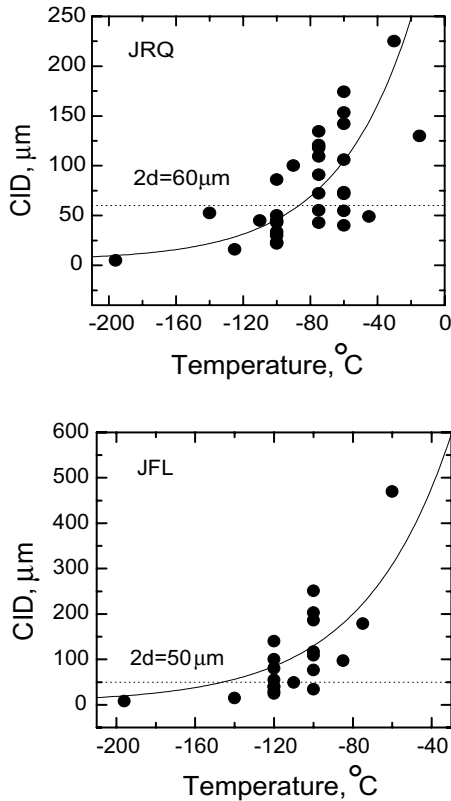 250
200
150
100
50
0
CID, μm
JRQ
2d=60μm
-200 -160 -120 -80 -40 0
Temperature, °C
600
500
400
300
200
100
0
CID, μm
JFL
2d=50μm
-200 -160 -120 -80 -40
Temperature, °C